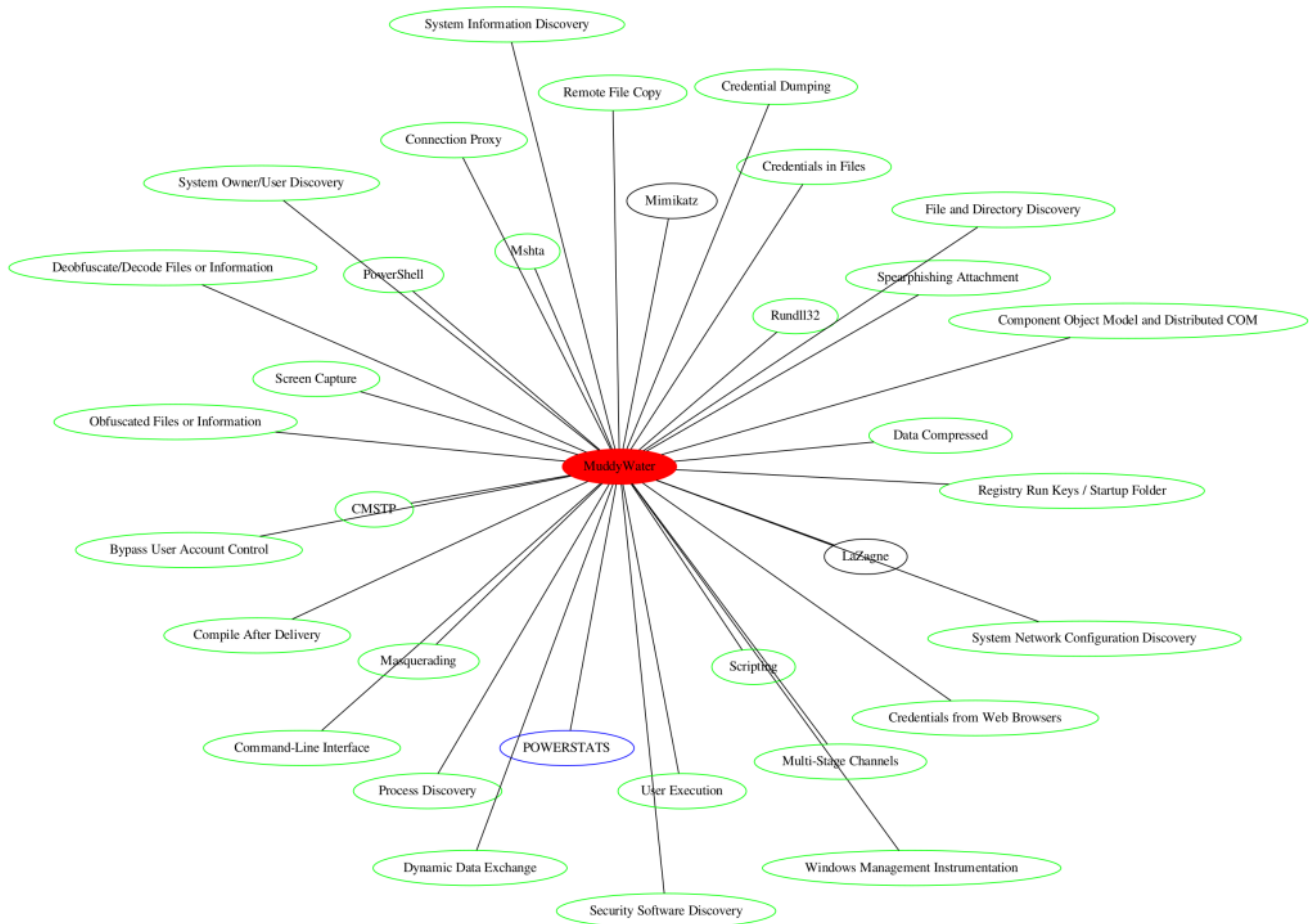 System Information Discovery
Remote File Copy
Credential Dumping
Connection Proxy
Credentials in Files
System Owner/User Discovery
Mimikatz
File and Directory Discovery
Mshta
Deobfuscate/Decode Files or Information
PowerShell
Spearphishing Attachment
Rundll32
Component Object Model and Distributed COM
Screen Capture
Obfuscated Files or Information
Data Compressed
MuddyWater
Registry Run Keys / Startup Folder
CMSTP
Bypass User Account Control
LaZagne
Compile After Delivery
System Network Configuration Discovery
Masquerading
Scripting
Credentials from Web Browsers
Command-Line Interface
POWERSTATS
Multi-Stage Channels
Process Discovery
User Execution
Dynamic Data Exchange
Windows Management Instrumentation
Security Software Discovery